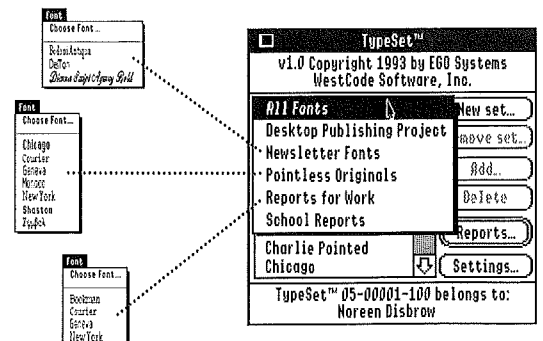 Font
Choose Font...
Bodoni Antiqua
Font
Choose Font...
Chicago
Courier
Geneva
Monaco
New York
Shaston
Font
Choose Font...
Bookman
Courier
Geneva
New York
TypeSet™
v1.0 Copyright 1993 by EGO Systems
WestCode Software, Inc.
All Fonts
Desktop Publishing Project
Newsletter Fonts
Pointless Originals
Reports for Work
School Reports
Charlie Pointed
Chicago
New set...
move set...
Add...
Delete
Reports...
Settings...
TypeSet™ 05-00001-100 belongs to:
Noreen Disbrow